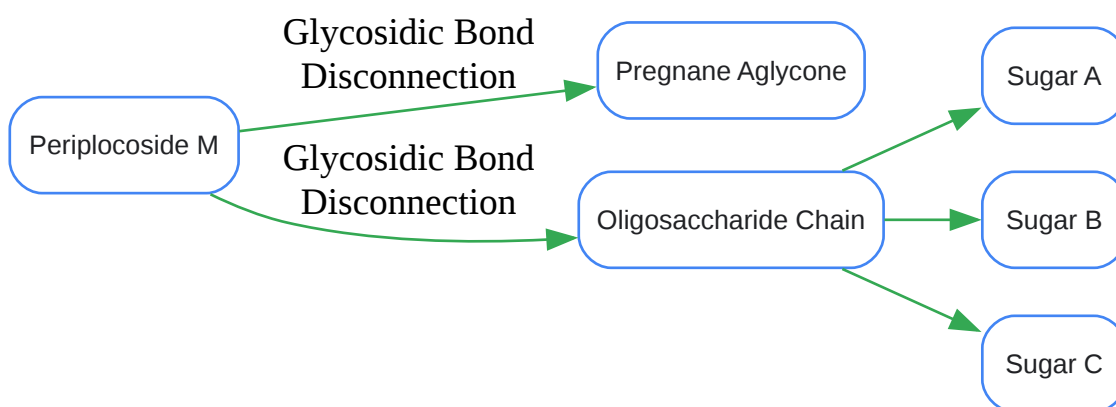 Glycosidic Bond
Disconnection
Pregnane Aglycone
Sugar A
Periplocoside M
Glycosidic Bond
Disconnection
Oligosaccharide Chain
Sugar B
Sugar C